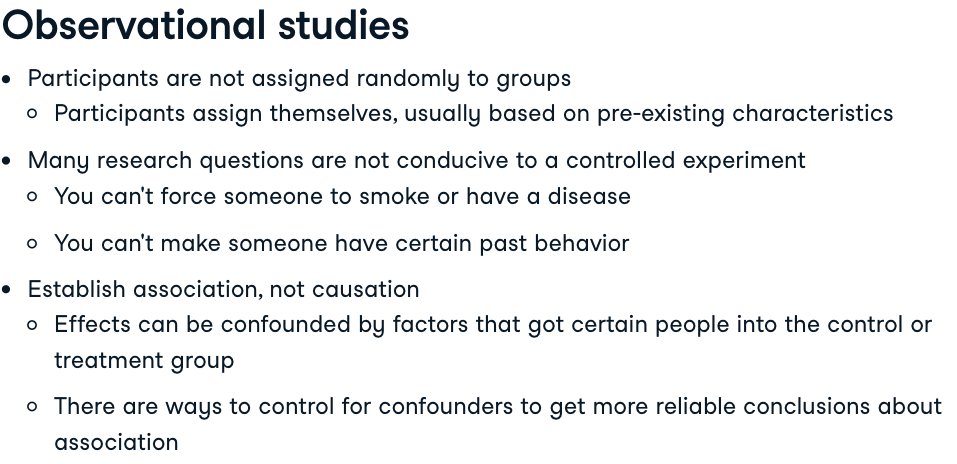 Observational studies
• Participants are not assigned randomly to groups
○ Participants assign themselves, usually based on pre-existing characteristics
• Many research questions are not conducive to a controlled experiment
○ You can't force someone to smoke or have a disease
○ You can't make someone have certain past behavior
• Establish association, not causation
○ Effects can be confounded by factors that got certain people into the control or
treatment group
○ There are ways to control for confounders to get more reliable conclusions about
association